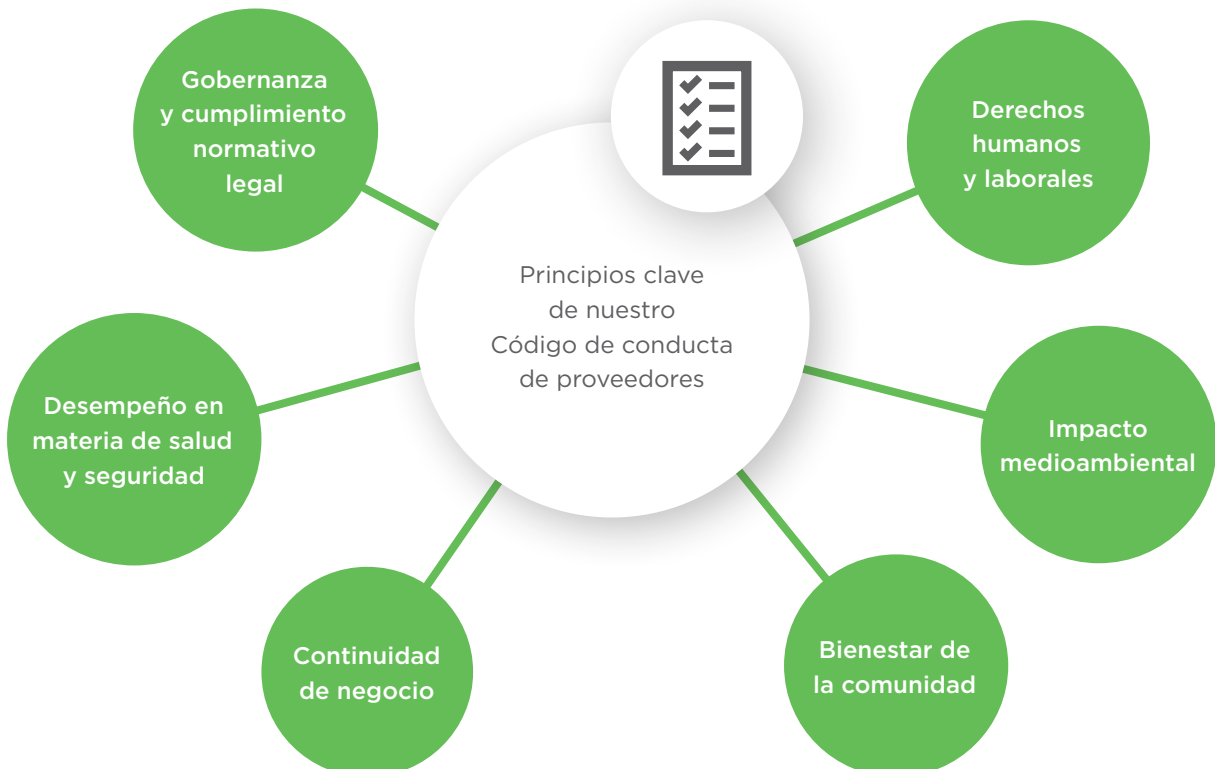 Gobernanza
y cumplimiento
normativo
legal
Derechos
humanos
y laborales
Principios clave
de nuestro
Código de conducta
de proveedores
Desempeño en
materia de salud
y seguridad
Impacto
medioambiental
Continuidad
de negocio
Bienestar de
la comunidad